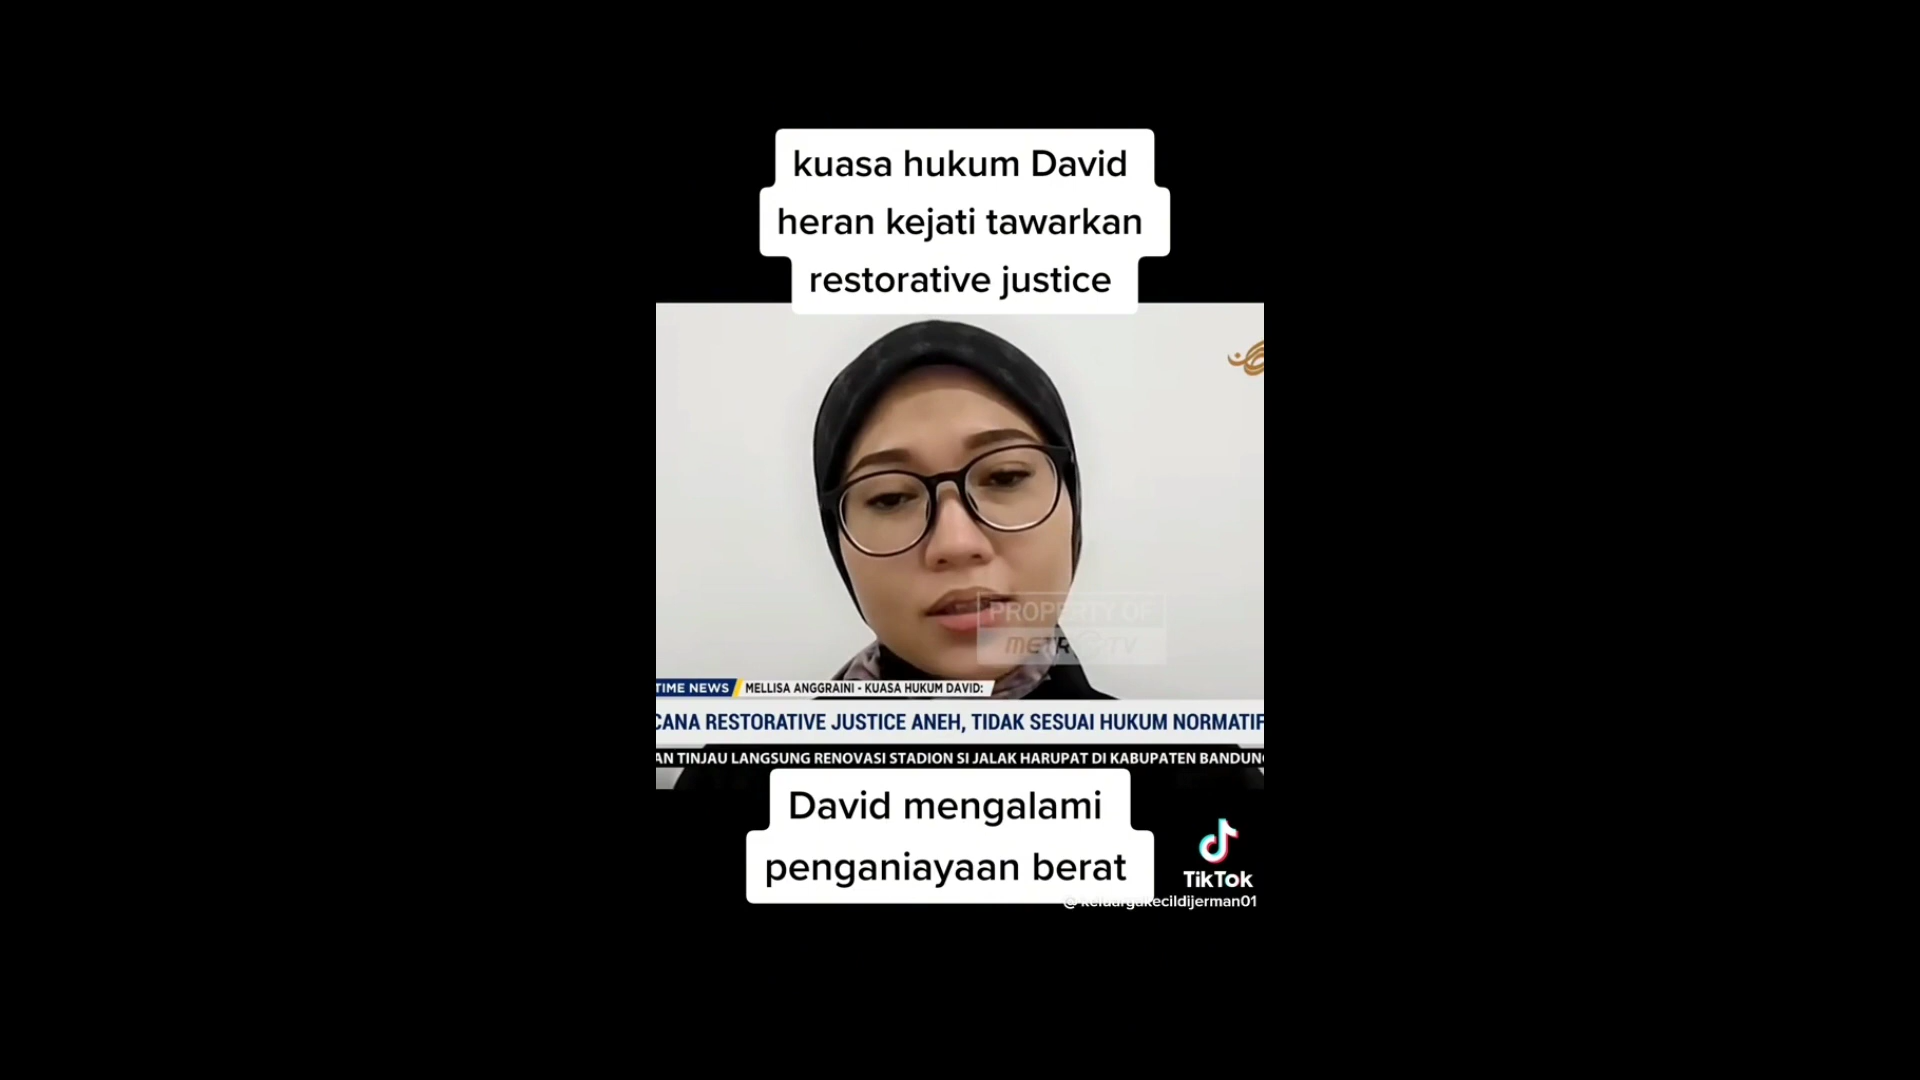 kuasa hukum David
heran kejati tawarkan
restorative justice
PROPERTY OF
METRO TV
TIME NEWS
MELLISA ANGGRAINI - KUASA HUKUM DAVID:
CANA RESTORATIVE JUSTICE ANEH, TIDAK SESUAI HUKUM NORMATIF
AN TINJAU LANGSUNG RENOVASI STADION SI JALAK HARUPAT DI KABUPATEN BANDUNG
David mengalami
penganiayaan berat
TikTok
@keluargakecildijerman01